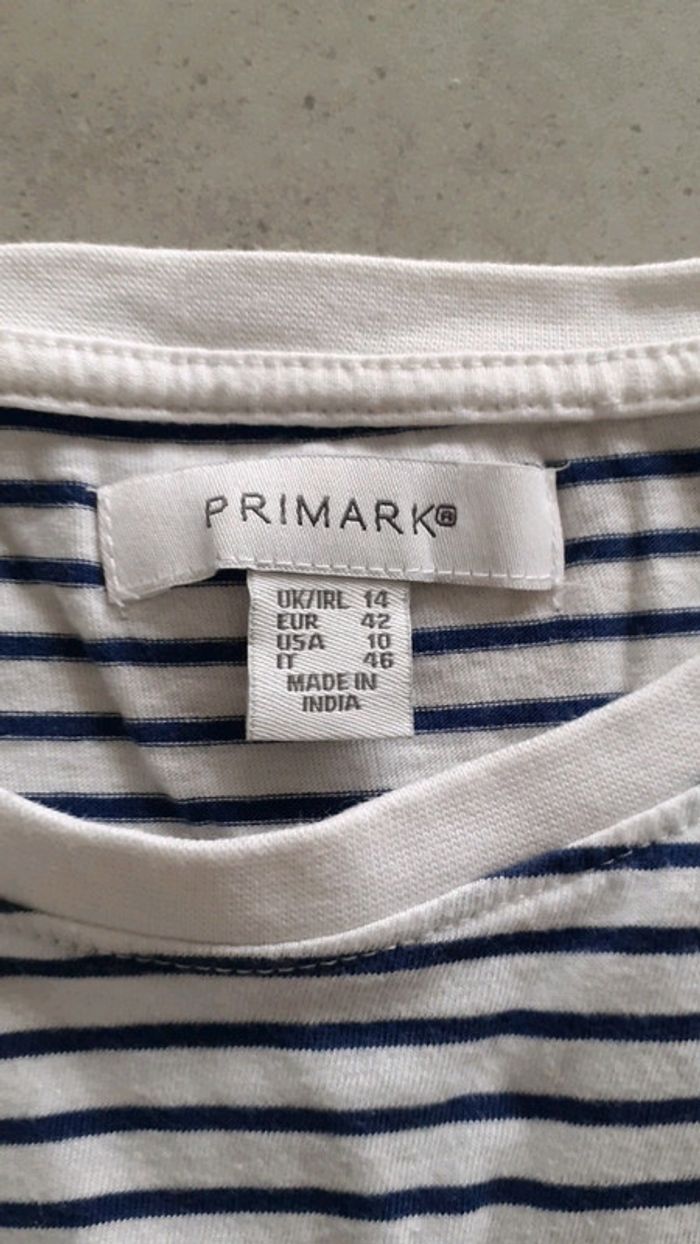 PRIMARK®
UK/IRL 14
EUR 42
USA 10
IT 46
MADE IN
INDIA